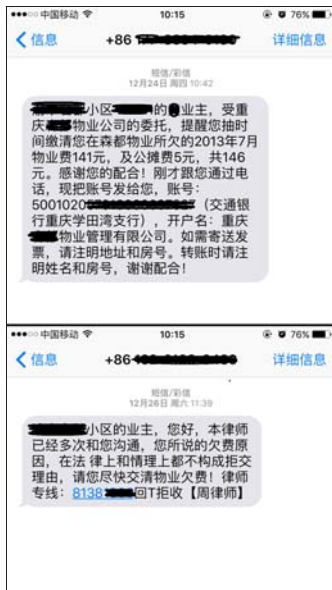 中国移动 10:15 76%
信息 +86 详细信息
短信/彩信
12月24日 周四 10:42
小区 的 业主，受重
庆 物业公司的委托，提醒您抽时
间缴清您在森都物业所欠的2013年7月
物业费141元，及公摊费5元，共146
元。感谢您的配合！刚才跟您通过电
话，现把账号发给您，账号：
5001020 （交通银
行重庆学田湾支行），开户名：重庆
物业管理有限公司。如需寄送发
票，请注明地址和房号。转账时请注
明姓名和房号，谢谢配合！
中国移动 10:15 76%
信息 +86 详细信息
短信/彩信
12月26日 周六 11:39
小区的业主，您好，本律师
已经多次和您沟通，您所说的欠费原
因，在法 律上和情理上都不构成拒交
理由，请您尽快交清物业欠费！律师
专线：8138 回T拒收【周律师】